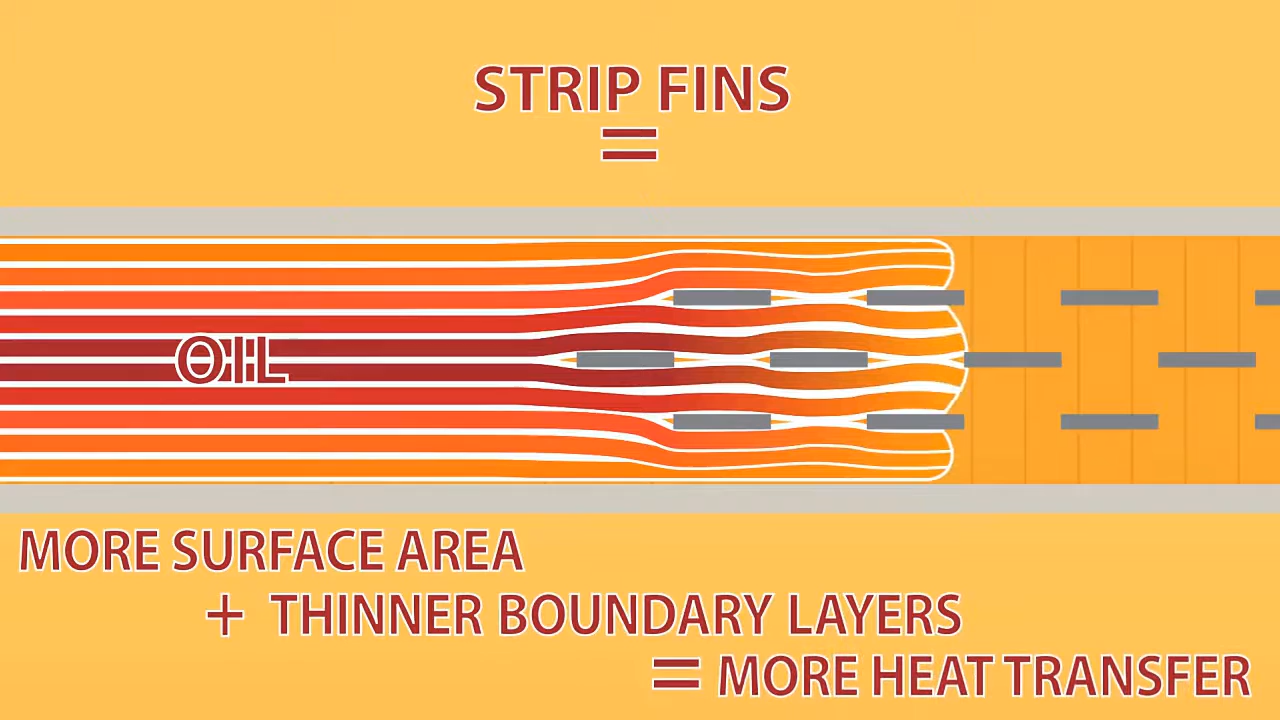 STRIP FINS
=
OIL
MORE SURFACE AREA
+ THINNER BOUNDARY LAYERS
= MORE HEAT TRANSFER